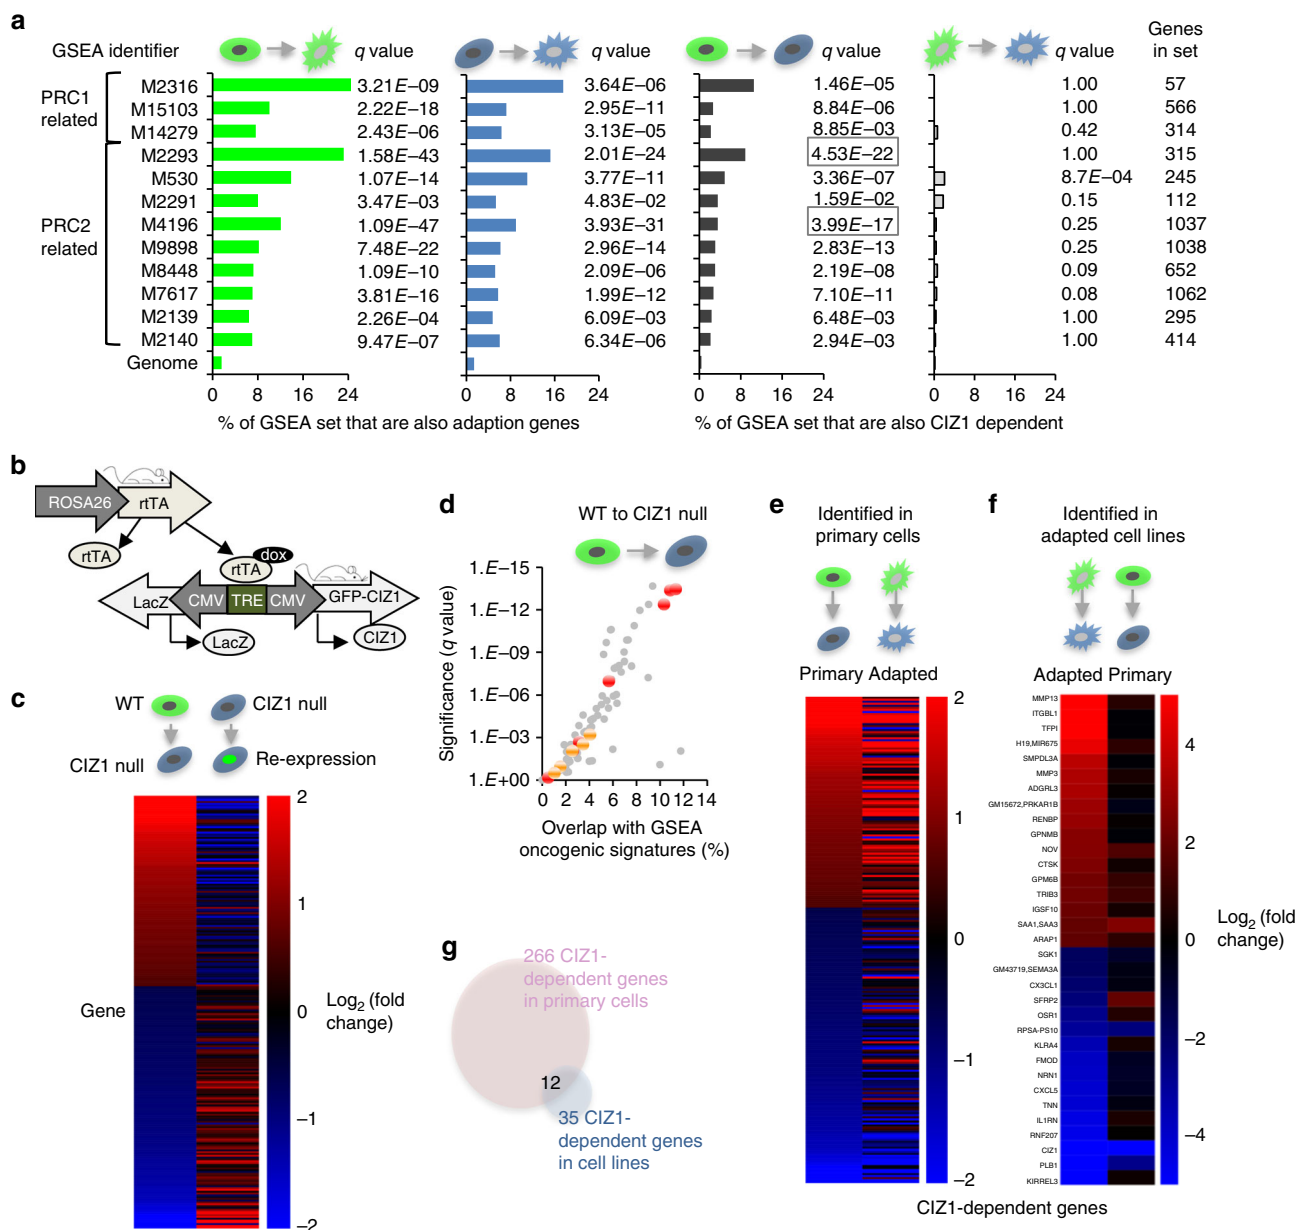 a
GSEA identifier
q value
q value
q value
q value
Genes
in set
PRC1
related
PRC2
related
M2316 3.21E–09 3.64E–06 1.46E–05 1.00 57
M15103 2.22E–18 2.95E–11 8.84E–06 1.00 566
M14279 2.43E–06 3.13E–05 8.85E–03 0.42 314
M2293 1.58E–43 2.01E–24 4.53E–22 1.00 315
M530 1.07E–14 3.77E–11 3.36E–07 8.7E–04 245
M2291 3.47E–03 4.83E–02 1.59E–02 0.15 112
M4196 1.09E–47 3.93E–31 3.99E–17 0.25 1037
M9898 7.48E–22 2.96E–14 2.83E–13 0.25 1038
M8448 1.09E–10 2.09E–06 2.19E–08 0.09 652
M7617 3.81E–16 1.99E–12 7.10E–11 0.08 1062
M2139 2.26E–04 6.09E–03 6.48E–03 1.00 295
M2140 9.47E–07 6.34E–06 2.94E–03 1.00 414
Genome
0 8 16 24 0 8 16 24 0 8 16 24 0 8 16 24
% of GSEA set that are also adaption genes
% of GSEA set that are also CIZ1 dependent
b
ROSA26
rtTA
rtTA
rtTA
dox
LacZ
CMV
TRE
CMV
GFP-CIZ1
LacZ
CIZ1
c
WT
CIZ1 null
CIZ1 null
Re-expression
Gene
2
1
0
–1
–2
Log2 (fold
change)
d
WT to CIZ1 null
Significance (q value)
1.E–15
1.E–12
1.E–09
1.E–06
1.E–03
1.E+00
0 2 4 6 8 10 12 14
Overlap with GSEA
oncogenic signatures (%)
g
266 CIZ1-
dependent genes
in primary cells
12
35 CIZ1-
dependent genes
in cell lines
e
Identified in
primary cells
Primary Adapted
2
1
0
–1
–2
f
Identified in
adapted cell lines
Adapted Primary
MMP13
ITGBL1
TFPI
H19,MIR675
SMPDL3A
MMP3
ADGRL3
GM15672,PRKAR1B
RENBP
GPNMB
NOV
CTSK
GPM6B
TRIB3
IGSF10
SAA1,SAA3
ARAP1
SGK1
GM43719,SEMA3A
CX3CL1
SFRP2
OSR1
RPSA-PS10
KLRA4
FMOD
NRN1
CXCL5
TNN
IL1RN
RNF207
CIZ1
PLB1
KIRREL3
4
2
0
–2
–4
Log2 (fold
change)
CIZ1-dependent genes